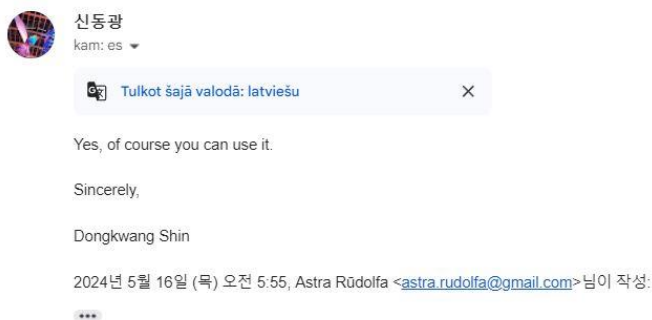 신동광
kam: es
Tulkot šajā valodā: latviešu
Yes, of course you can use it.
Sincerely,
Dongkwang Shin
2024년 5월 16일 (목) 오전 5:55, Astra Rūdolfa <astra.rudolfa@gmail.com>님이 작성: